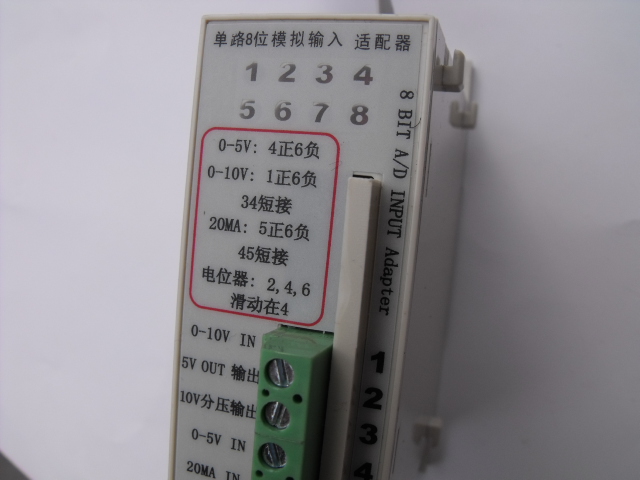 单路8位模拟输入 适配器
1 2 3 4
5 6 7 8
8 BIT A/D INPUT Adapter
0-5V: 4正6负
0-10V: 1正6负
34短接
20MA: 5正6负
45短接
电位器: 2,4,6
滑动在4
0-10V IN
5V OUT 输出
10V分压输出
0-5V IN
20MA IN
1
2
3
4